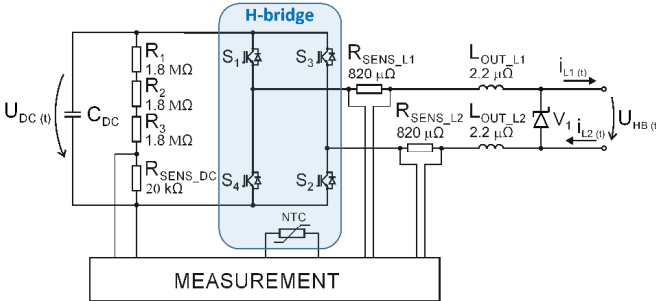 H-bridge
R1
1.8 MΩ
R2
1.8 MΩ
R3
1.8 MΩ
RSENS_DC
20 kΩ
UDC (t)
CDC
S1
S3
S4
S2
NTC
RSENS_L1
820 µΩ
LOUT_L1
2.2 µΩ
iL1 (t)
RSENS_L2
820 µΩ
LOUT_L2
2.2 µΩ
V1
iL2 (t)
UHB (t)
MEASUREMENT